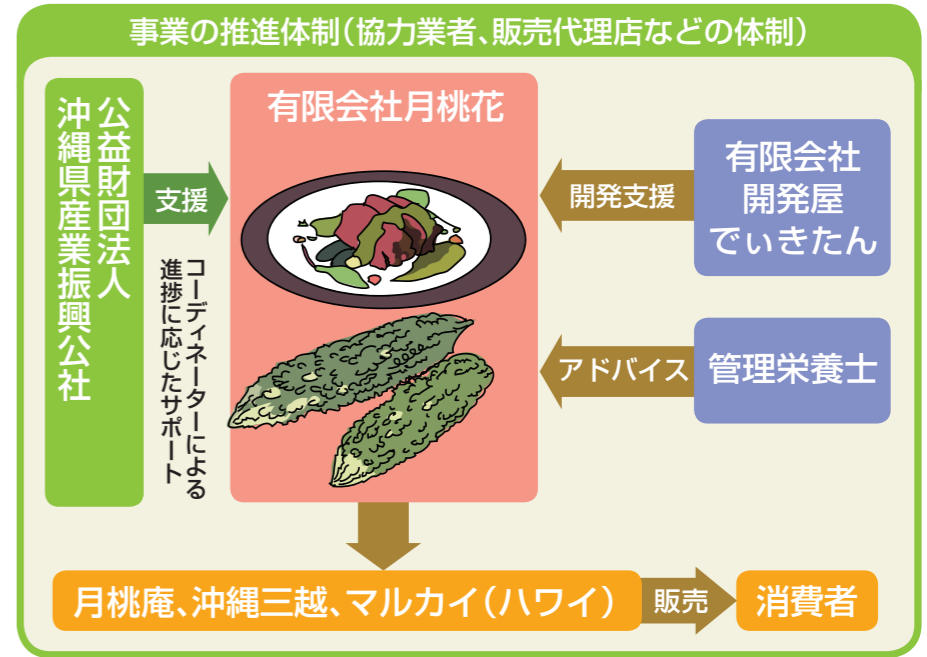 事業の推進体制（協力業者、販売代理店などの体制）
公益財団法人
沖縄県産業振興公社
支援
コーディネーターによる
進捗に応じたサポート
有限会社月桃花
開発支援
有限会社
開発屋
でぃきたん
アドバイス
管理栄養士
月桃庵、沖縄三越、マルカイ（ハワイ）
販売
消費者